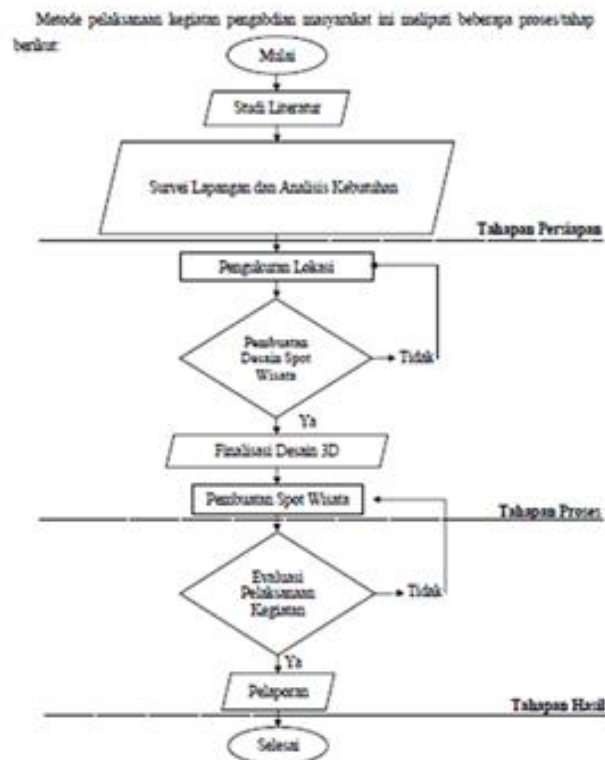 Metode pelaksanaan kegiatan pengabdian masyarakat ini meliputi beberapa proses/tahap
berikut:
Mulai
Studi Literatur
Survei Lapangan dan Analisis Kebutuhan
Tahapan Persiapan
Pengukuran Lokasi
Pembuatan
Desain Spot
Wisata
Tidak
Ya
Finalisasi Desain 3D
Pembuatan Spot Wisata
Tahapan Proses
Evaluasi
Pelaksanaan
Kegiatan
Tidak
Ya
Pelaporan
Tahapan Hasil
Selesai